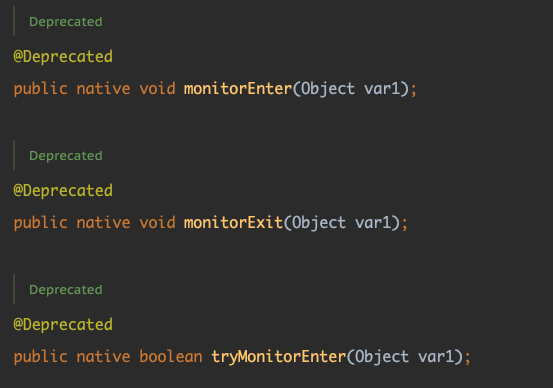 Deprecated
@Deprecated
public native void monitorEnter(Object var1);
Deprecated
@Deprecated
public native void monitorExit(Object var1);
Deprecated
@Deprecated
public native boolean tryMonitorEnter(Object var1);